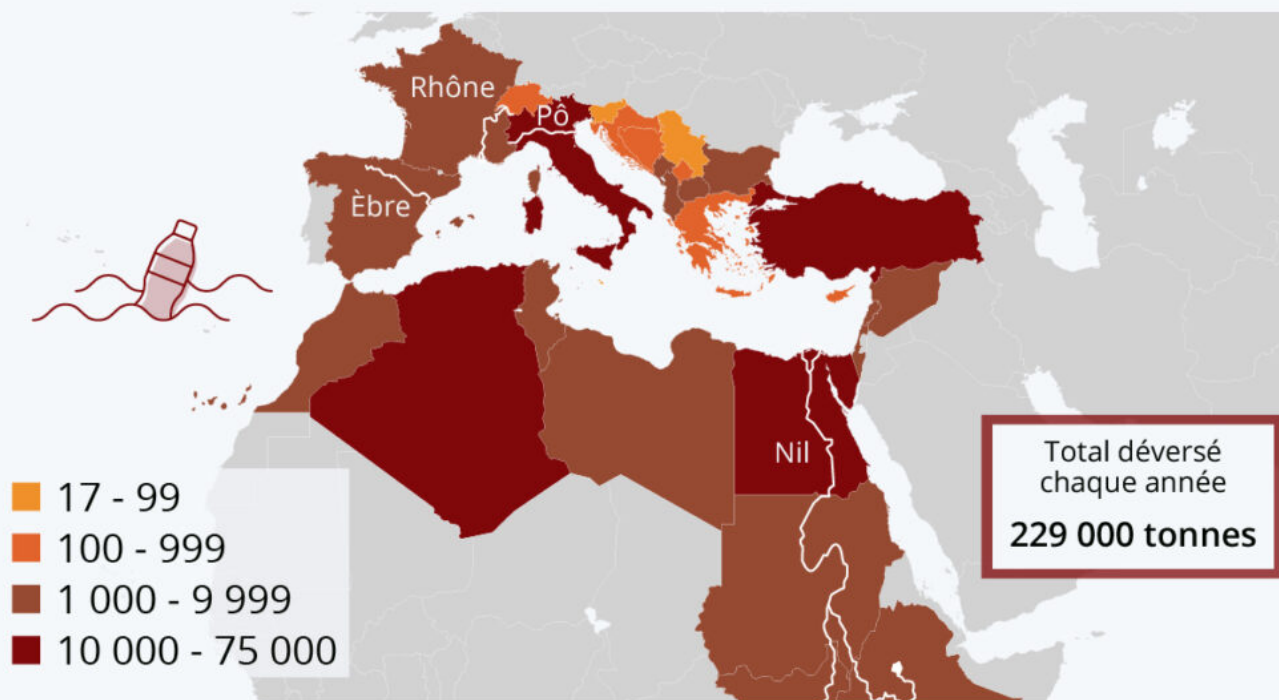 Rhône
Pô
Èbre
Nil
17 - 99
100 - 999
1 000 - 9 999
10 000 - 75 000
Total déversé
chaque année
229 000 tonnes